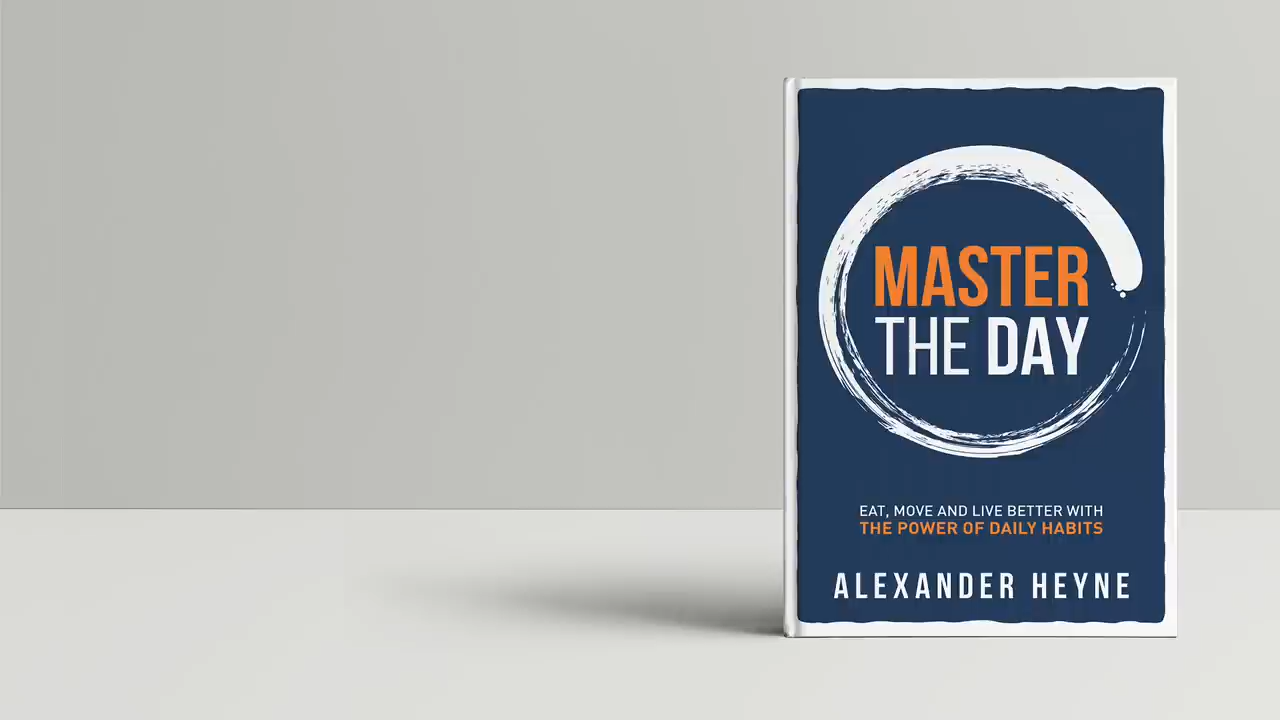 MASTER
THE DAY
EAT, MOVE AND LIVE BETTER WITH
THE POWER OF DAILY HABITS
ALEXANDER HEYNE